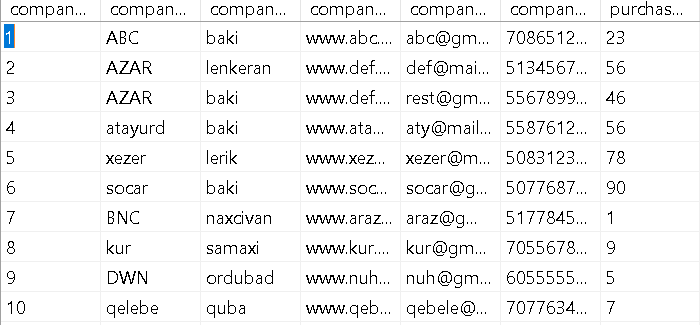 compan... compan... compan... compan... compan... compan... purchas...
1 ABC baki www.abc.... abc@gm... 7086512... 23
2 AZAR lenkeran www.def.... def@mai... 5134567... 56
3 AZAR baki www.def.... rest@gm... 5567899... 46
4 atayurd baki www.ata... aty@mail... 5587612... 56
5 xezer lerik www.xez... xezer@m... 5083123... 78
6 socar baki www.soc... socar@g... 5077687... 90
7 BNC naxcivan www.araz... araz@g... 5177845... 1
8 kur samaxi www.kur.... kur@gm... 7055678... 9
9 DWN ordubad www.nuh... nuh@gm... 6055555... 5
10 qelebe quba www.qeb... qebele@... 7077634... 7